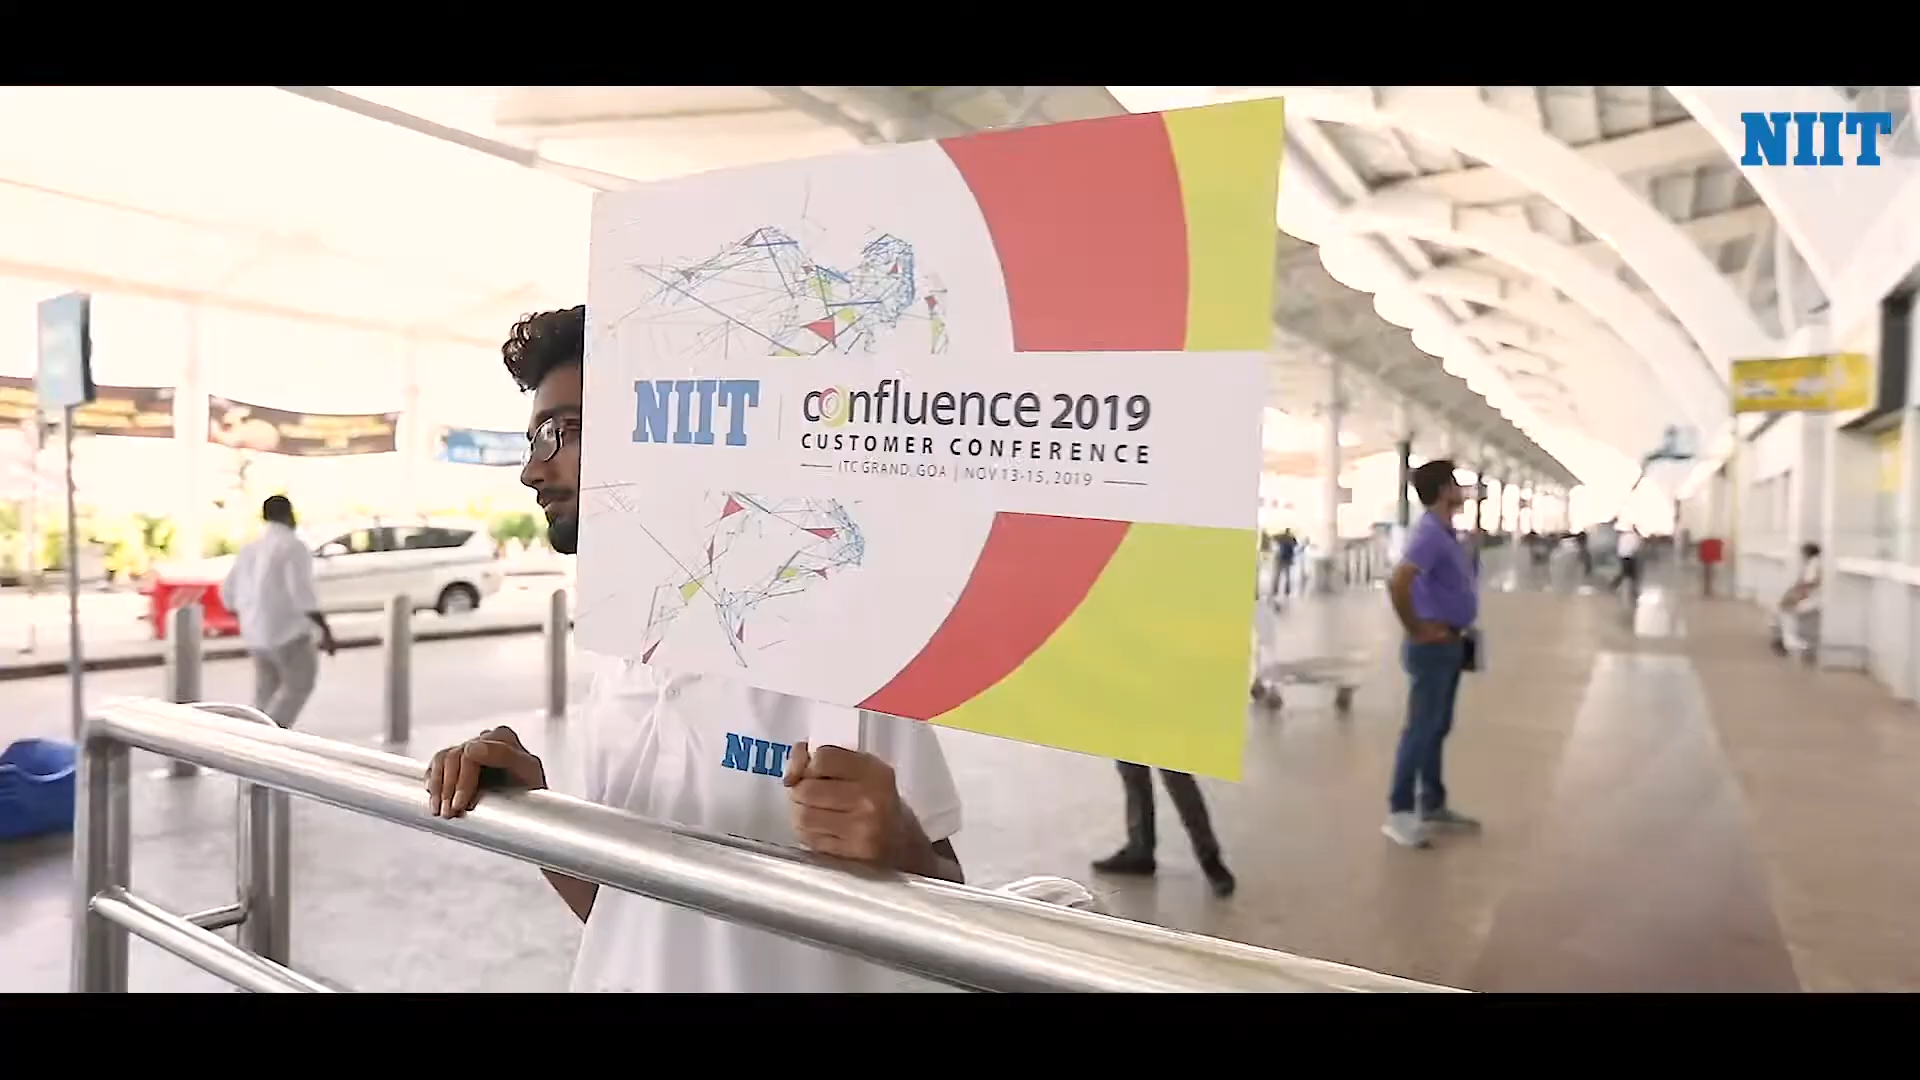 NIIT
NIIT
confluence 2019
CUSTOMER CONFERENCE
ITC GRAND, GOA | NOV 13-15, 2019
NIIT